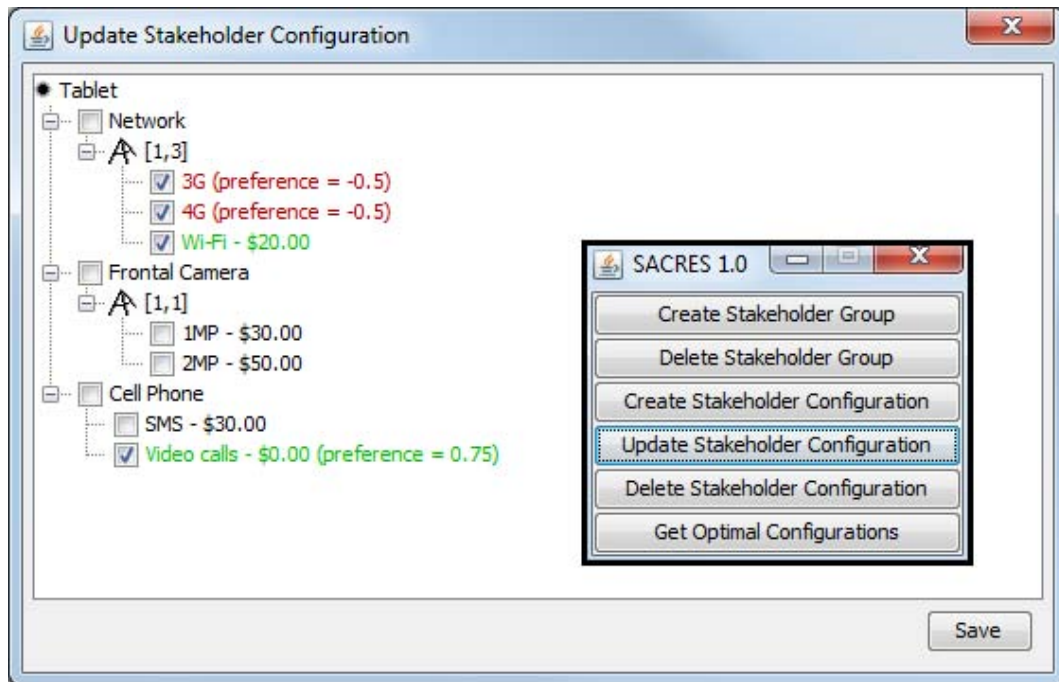 Update Stakeholder Configuration
Tablet
Network
[1,3]
3G (preference = -0.5)
4G (preference = -0.5)
Wi-Fi - $20.00
Frontal Camera
[1,1]
1MP - $30.00
2MP - $50.00
Cell Phone
SMS - $30.00
Video calls - $0.00 (preference = 0.75)
SACRES 1.0
Create Stakeholder Group
Delete Stakeholder Group
Create Stakeholder Configuration
Update Stakeholder Configuration
Delete Stakeholder Configuration
Get Optimal Configurations
Save